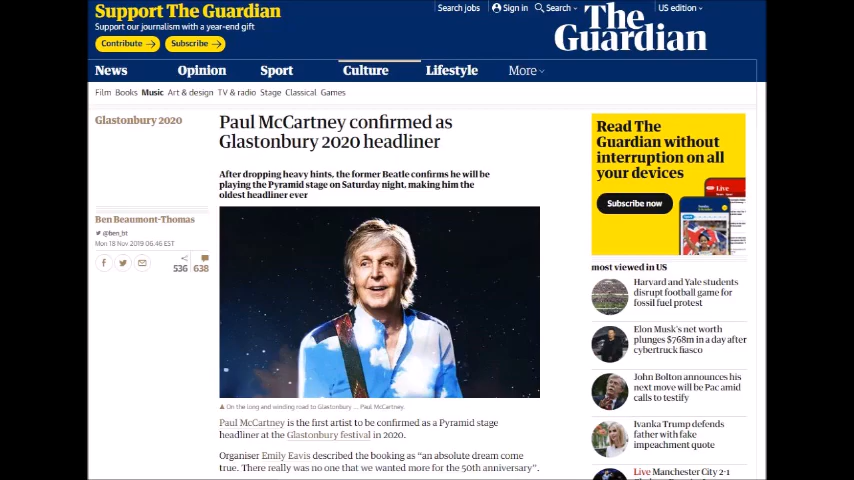 Support The Guardian
Support our journalism with a year-end gift
Contribute
Subscribe
Search jobs
Sign in
Search
US edition
The Guardian
News
Opinion
Sport
Culture
Lifestyle
More
Film Books Music Art & design TV & radio Stage Classical Games
Glastonbury 2020
Paul McCartney confirmed as
Glastonbury 2020 headliner
After dropping heavy hints, the former Beatle confirms he will be
playing the Pyramid stage on Saturday night, making him the
oldest headliner ever
Ben Beaumont-Thomas
@ben_bt
Mon 18 Nov 2019 06.46 EST
536
638
On the long and winding road to Glastonbury ... Paul McCartney.
Paul McCartney is the first artist to be confirmed as a Pyramid stage
headliner at the Glastonbury festival in 2020.
Organiser Emily Eavis described the booking as “an absolute dream come
true. There really was no one that we wanted more for the 50th anniversary”.
Read The
Guardian without
interruption on all
your devices
Subscribe now
Live
most viewed in US
Harvard and Yale students
disrupt football game for
fossil fuel protest
Elon Musk's net worth
plunges $768m in a day after
cybertruck fiasco
John Bolton announces his
next move will be Pac amid
calls to testify
Ivanka Trump defends
father with fake
impeachment quote
Live Manchester City 2-1